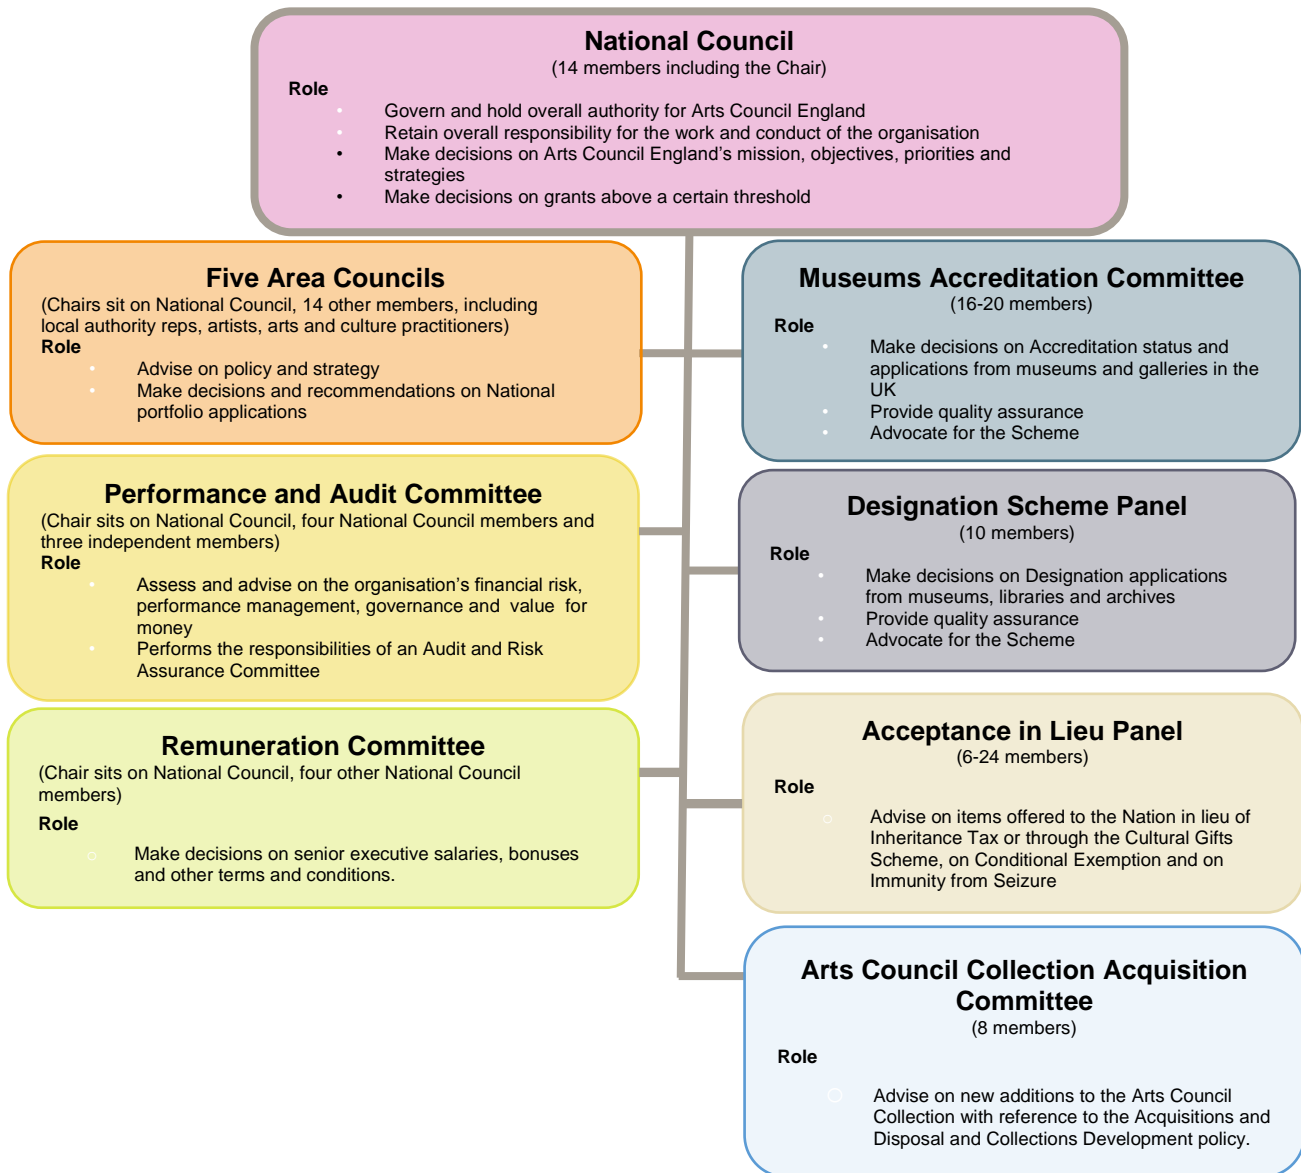 National Council
(14 members including the Chair)
Role
• Govern and hold overall authority for Arts Council England
• Retain overall responsibility for the work and conduct of the organisation
• Make decisions on Arts Council England's mission, objectives, priorities and
strategies
• Make decisions on grants above a certain threshold
Five Area Councils
(Chairs sit on National Council, 14 other members, including
local authority reps, artists, arts and culture practitioners)
Role
• Advise on policy and strategy
• Make decisions and recommendations on National
portfolio applications
Museums Accreditation Committee
(16-20 members)
Role
• Make decisions on Accreditation status and
applications from museums and galleries in the
UK
• Provide quality assurance
• Advocate for the Scheme
Performance and Audit Committee
(Chair sits on National Council, four National Council members and
three independent members)
Role
• Assess and advise on the organisation's financial risk,
performance management, governance and value for
money
• Performs the responsibilities of an Audit and Risk
Assurance Committee
Designation Scheme Panel
(10 members)
Role
• Make decisions on Designation applications
from museums, libraries and archives
• Provide quality assurance
• Advocate for the Scheme
Remuneration Committee
(Chair sits on National Council, four other National Council
members)
Role
○ Make decisions on senior executive salaries, bonuses
and other terms and conditions.
Acceptance in Lieu Panel
(6-24 members)
Role
○ Advise on items offered to the Nation in lieu of
Inheritance Tax or through the Cultural Gifts
Scheme, on Conditional Exemption and on
Immunity from Seizure
Arts Council Collection Acquisition
Committee
(8 members)
Role
○ Advise on new additions to the Arts Council
Collection with reference to the Acquisitions and
Disposal and Collections Development policy.